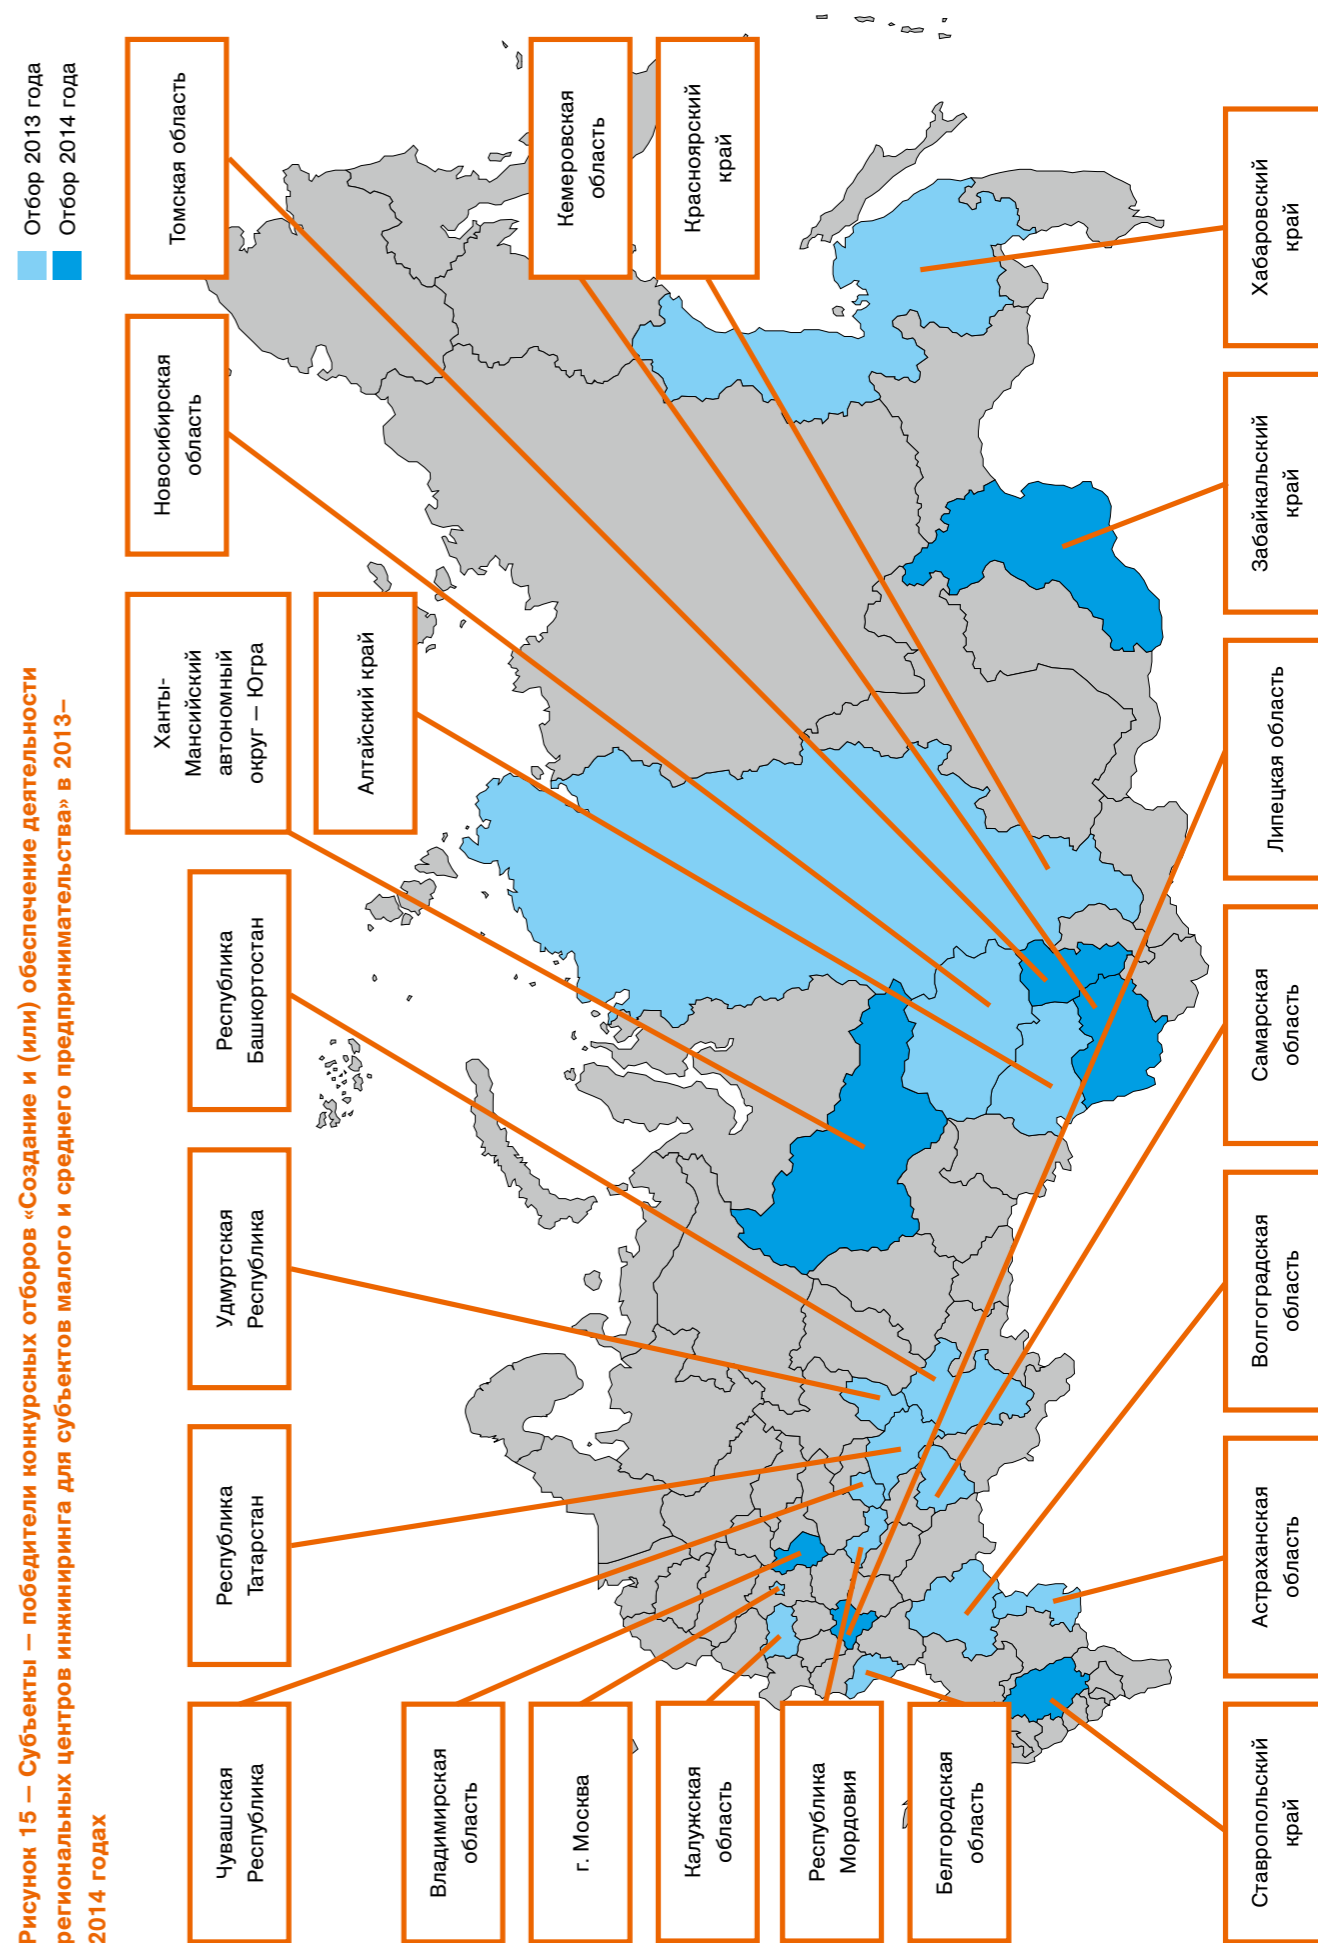 Рисунок 15 – Субъекты – победители конкурсных отборов «Создание и (или) обеспечение деятельности
региональных центров инжиниринга для субъектов малого и среднего предпринимательства» в 2013–
2014 годах
Отбор 2013 года
Отбор 2014 года
Чувашская
Республика
Республика
Татарстан
Удмуртская
Республика
Республика
Башкортостан
Ханты-
Мансийский
автономный
округ – Югра
Алтайский край
Новосибирская
область
Томская область
Владимирская
область
г. Москва
Калужская
область
Республика
Мордовия
Белгородская
область
Кемеровская
область
Красноярский
край
Ставропольский
край
Астраханская
область
Волгоградская
область
Самарская
область
Липецкая область
Забайкальский
край
Хабаровский
край